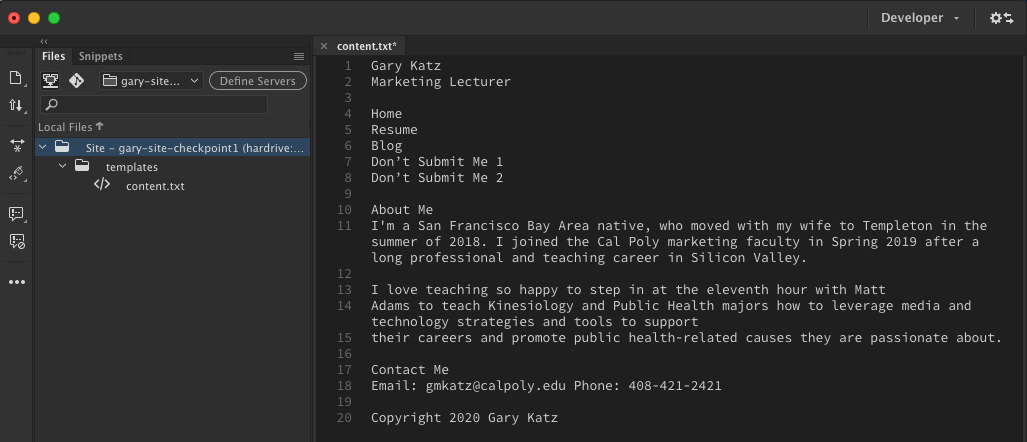 Developer
Files Snippets
gary-site... Define Servers
Local Files
Site - gary-site-checkpoint1 (hardrive:...
templates
content.txt
content.txt*
1 Gary Katz
2 Marketing Lecturer
3
4 Home
5 Resume
6 Blog
7 Don’t Submit Me 1
8 Don’t Submit Me 2
9
10 About Me
11 I'm a San Francisco Bay Area native, who moved with my wife to Templeton in the
summer of 2018. I joined the Cal Poly marketing faculty in Spring 2019 after a
long professional and teaching career in Silicon Valley.
12
13 I love teaching so happy to step in at the eleventh hour with Matt
14 Adams to teach Kinesiology and Public Health majors how to leverage media and
technology strategies and tools to support
15 their careers and promote public health-related causes they are passionate about.
16
17 Contact Me
18 Email: gmkatz@calpoly.edu Phone: 408-421-2421
19
20 Copyright 2020 Gary Katz